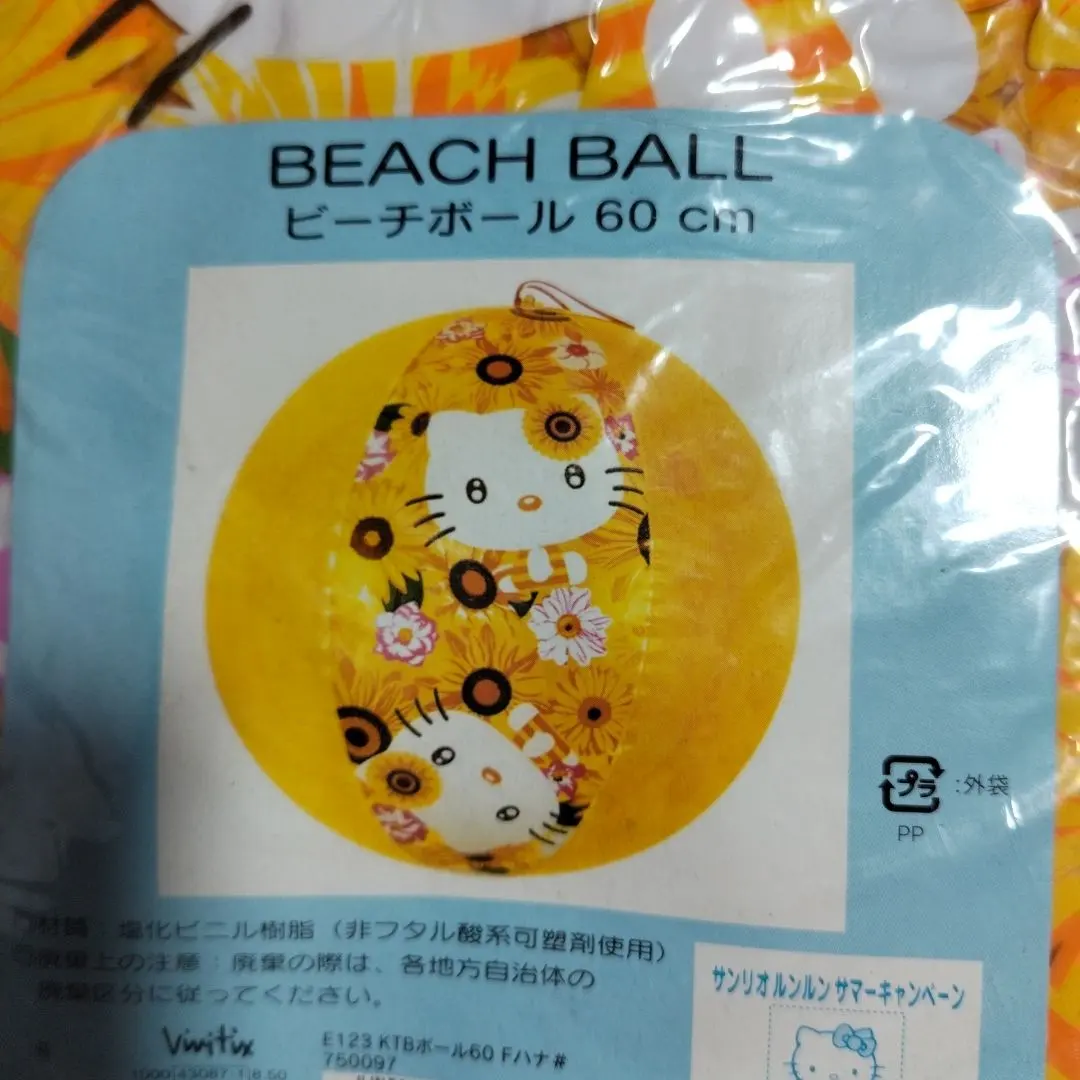 BEACH BALL
ビーチボール 60 cm
プラ :外袋
PP
材質:塩化ビニル樹脂(非フタル酸系可塑剤使用)
廃棄上の注意:廃棄の際は、各地方自治体の
廃棄区分に従ってください。
サンリオ ルンルン サマーキャンペーン
E123 KTBボール60 Fハナ#
750097